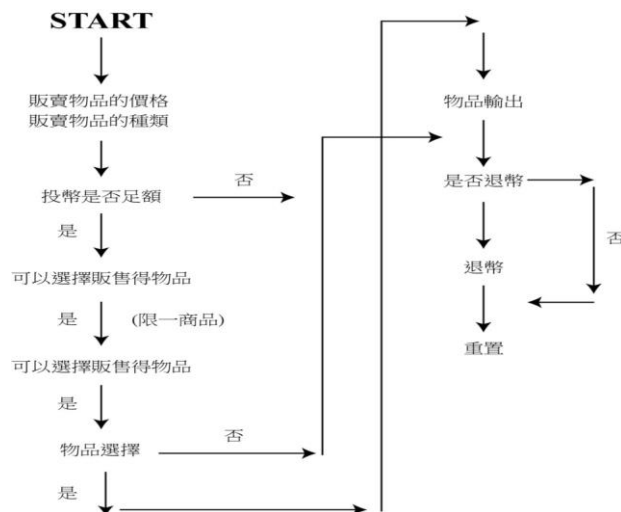 START
販賣物品的價格
販賣物品的種類
投幣是否足額
否
是
可以選擇販售得物品
是
(限一商品)
可以選擇販售得物品
是
物品選擇
否
是
物品輸出
是否退幣
否
退幣
重置